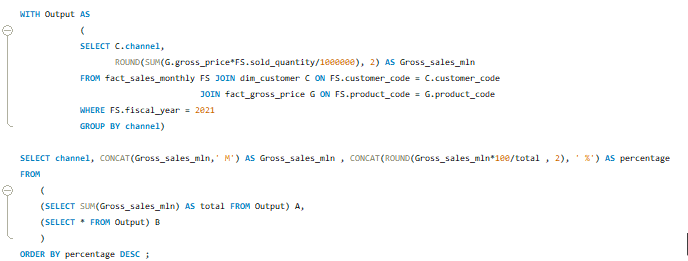 WITH Output AS
(
SELECT C.channel,
ROUND(SUM(G.gross_price*FS.sold_quantity/1000000), 2) AS Gross_sales_mln
FROM fact_sales_monthly FS JOIN dim_customer C ON FS.customer_code = C.customer_code
JOIN fact_gross_price G ON FS.product_code = G.product_code
WHERE FS.fiscal_year = 2021
GROUP BY channel)
SELECT channel, CONCAT(Gross_sales_mln,' M') AS Gross_sales_mln , CONCAT(ROUND(Gross_sales_mln*100/total , 2), ' %') AS percentage
FROM
(
(SELECT SUM(Gross_sales_mln) AS total FROM Output) A,
(SELECT * FROM Output) B
)
ORDER BY percentage DESC ;